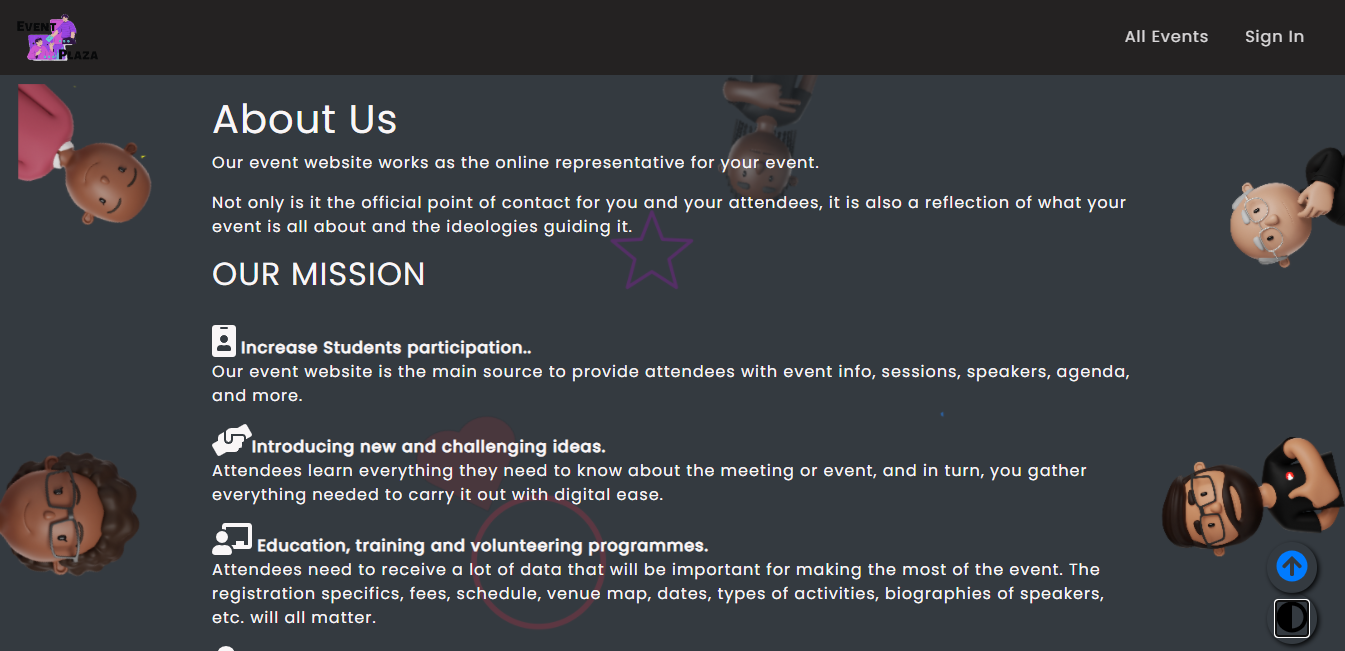 EVENT
PLAZA
All Events
Sign In
About Us
Our event website works as the online representative for your event.
Not only is it the official point of contact for you and your attendees, it is also a reflection of what your
event is all about and the ideologies guiding it.
OUR MISSION
Increase Students participation..
Our event website is the main source to provide attendees with event info, sessions, speakers, agenda,
and more.
Introducing new and challenging ideas.
Attendees learn everything they need to know about the meeting or event, and in turn, you gather
everything needed to carry it out with digital ease.
Education, training and volunteering programmes.
Attendees need to receive a lot of data that will be important for making the most of the event. The
registration specifics, fees, schedule, venue map, dates, types of activities, biographies of speakers,
etc. will all matter.